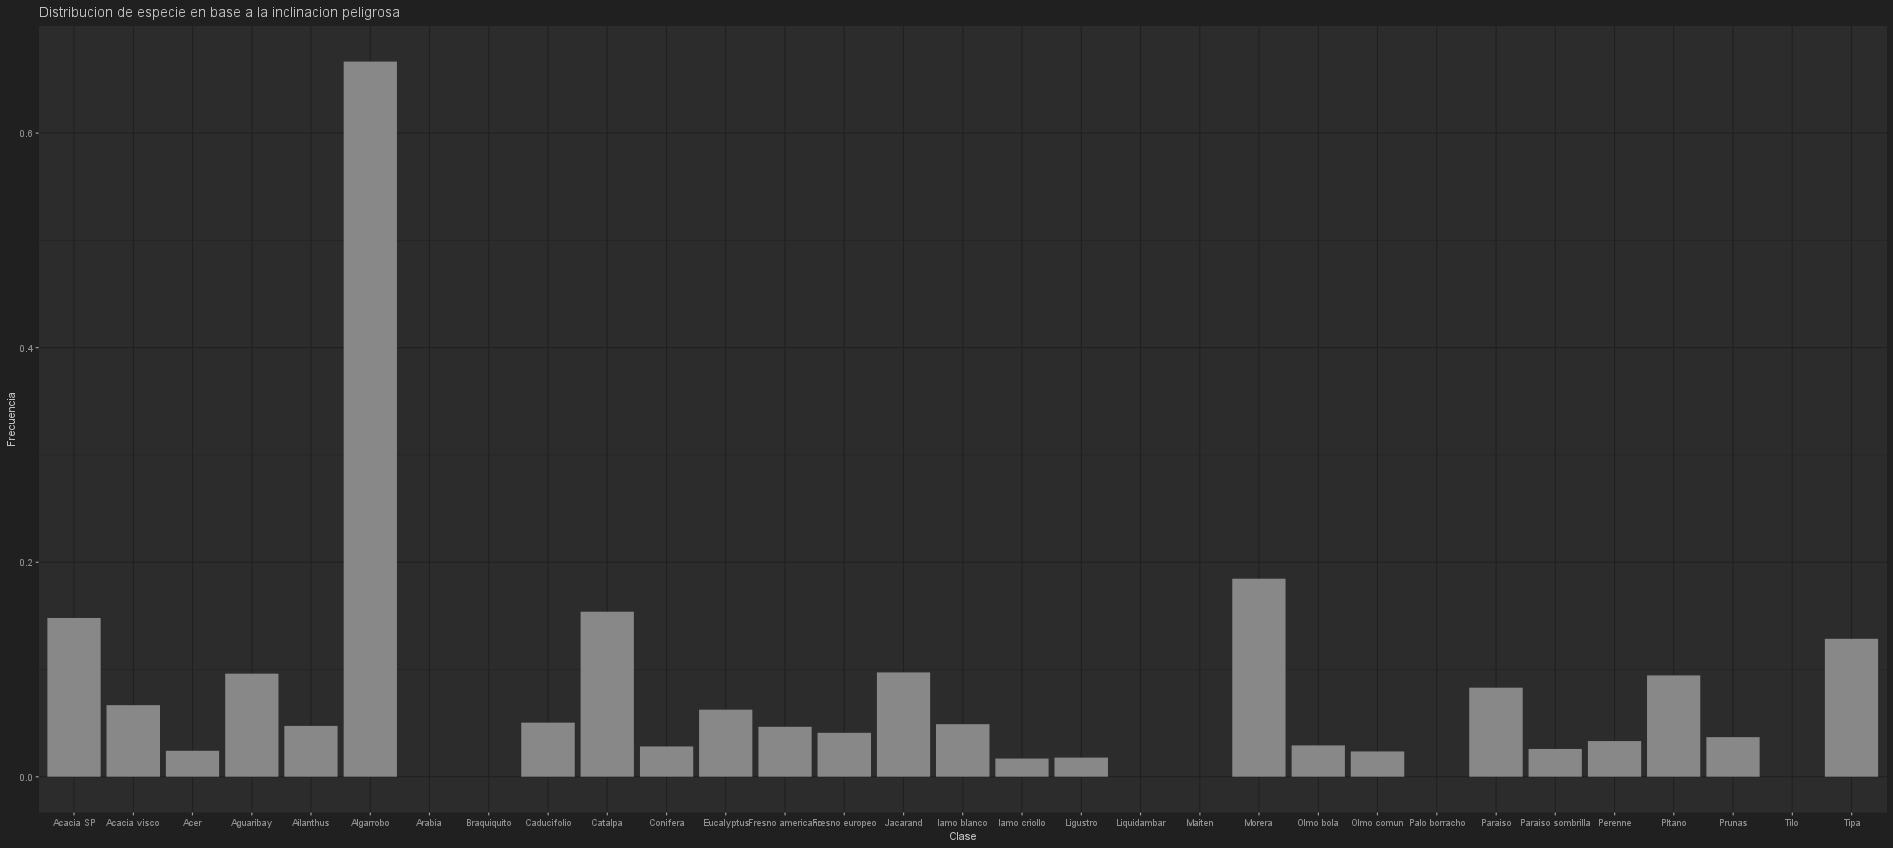 Distribucion de especie en base a la inclinacion peligrosa
0.6
0.4
0.2
0.0
Frecuencia
Acacia SP Acacia visco Acer Aguaribay Ailanthus Algarrobo Arabia Braquiquito Caducifolio Catalpa Conifera Eucalyptus Fresno americano Fresno europeo Jacarand lamo blanco lamo criollo Ligustro Liquidambar Maiten Morera Olmo bola Olmo comun Palo borracho Paraiso Paraiso sombrilla Perenne Pltano Prunas Tilo Tipa
Clase